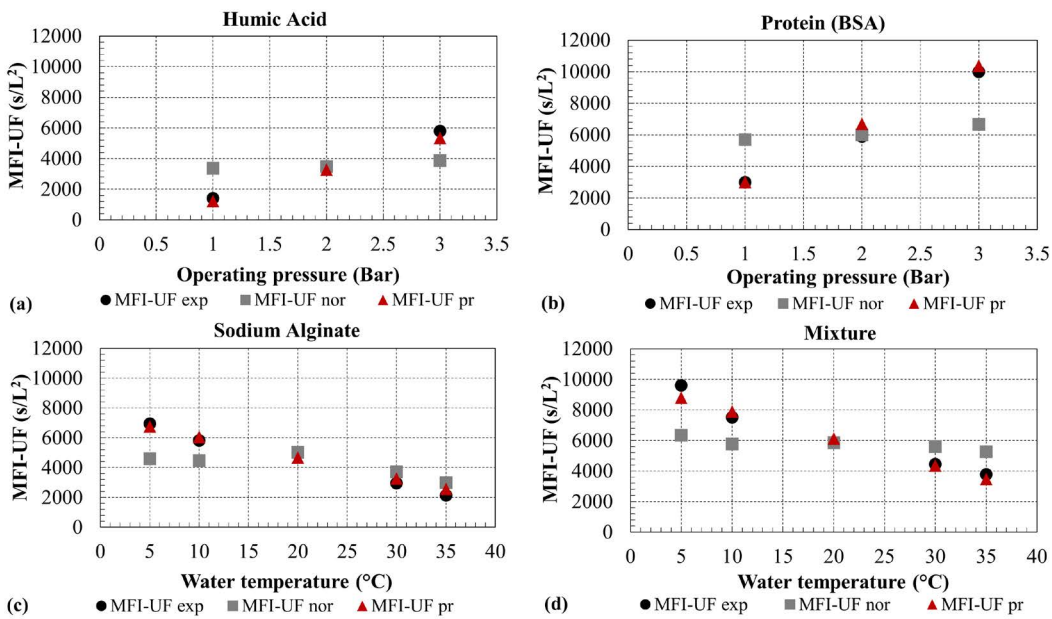 Humic Acid
MFI-UF (s/L²)
12000
10000
8000
6000
4000
2000
0
0 0.5 1 1.5 2 2.5 3 3.5
Operating pressure (Bar)
(a)
MFI-UF exp MFI-UF nor MFI-UF pr
Protein (BSA)
MFI-UF (s/L²)
12000
10000
8000
6000
4000
2000
0
0 0.5 1 1.5 2 2.5 3 3.5
Operating pressure (Bar)
(b)
MFI-UF exp MFI-UF nor MFI-UF pr
Sodium Alginate
MFI-UF (s/L²)
12000
10000
8000
6000
4000
2000
0
0 5 10 15 20 25 30 35 40
Water temperature (°C)
(c)
MFI-UF exp MFI-UF nor MFI-UF pr
Mixture
MFI-UF (s/L²)
12000
10000
8000
6000
4000
2000
0
0 5 10 15 20 25 30 35 40
Water temperature (°C)
(d)
MFI-UF exp MFI-UF nor MFI-UF pr